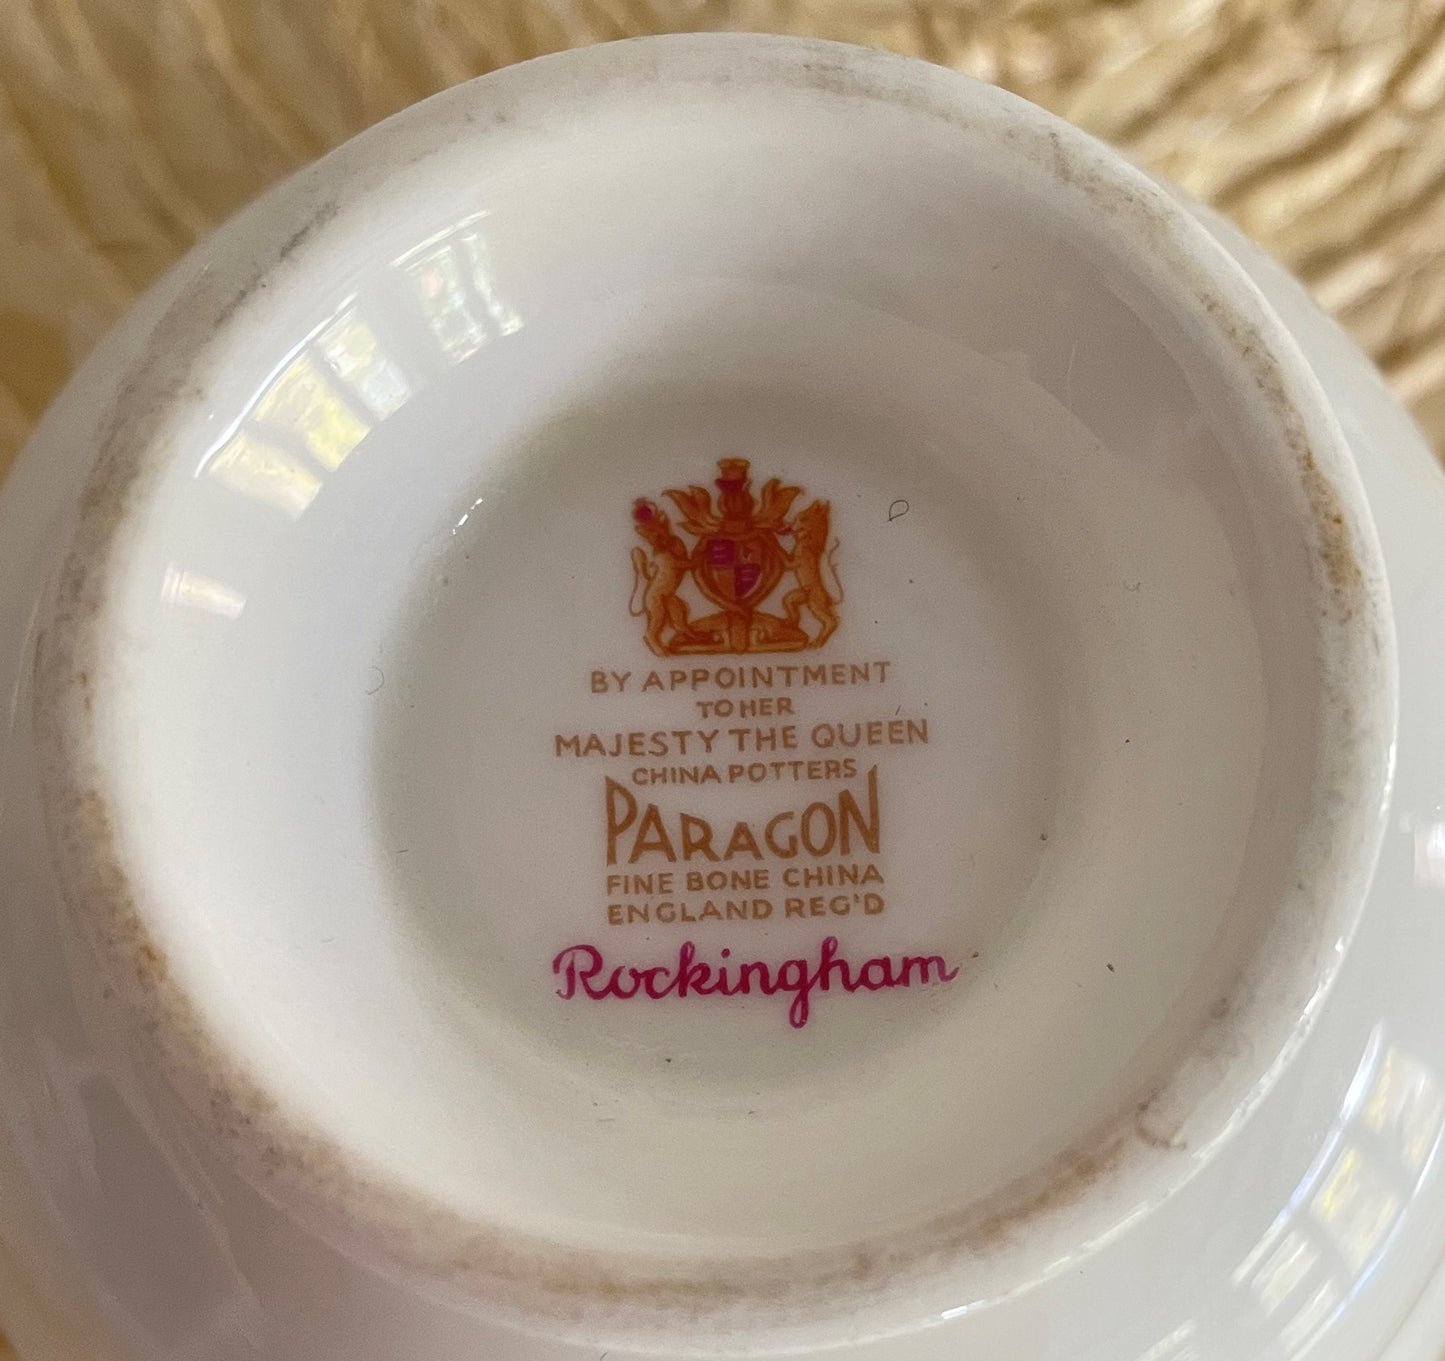 BY APPOINTMENT
TO HER
MAJESTY THE QUEEN
CHINA POTTERS
PARAGON
FINE BONE CHINA
ENGLAND REG'D
Rockingham